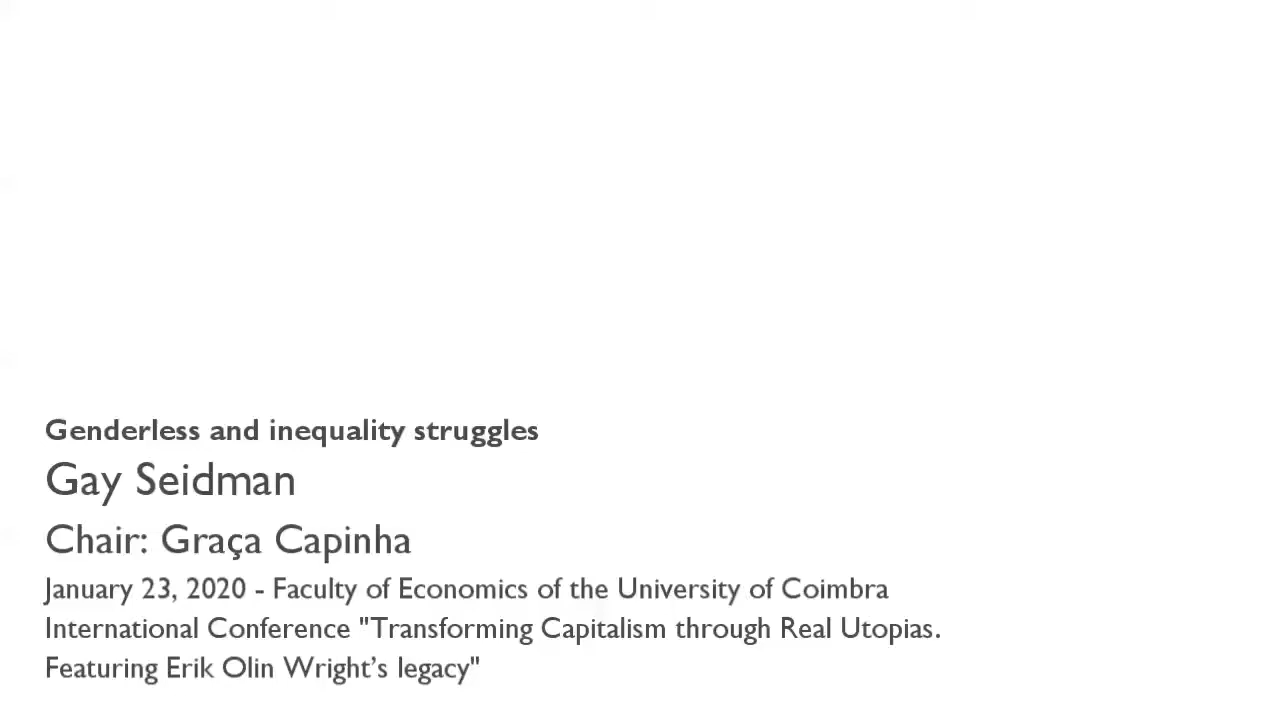 Genderless and inequality struggles
Gay Seidman
Chair: Graça Capinha
January 23, 2020 - Faculty of Economics of the University of Coimbra
International Conference "Transforming Capitalism through Real Utopias.
Featuring Erik Olin Wright’s legacy"